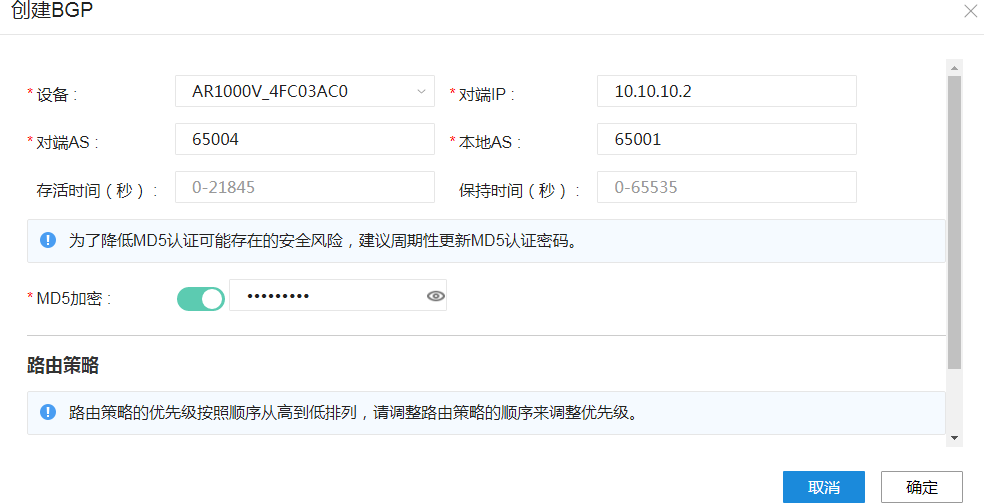 创建BGP
* 设备 : AR1000V_4FC03AC0 * 对端IP : 10.10.10.2
* 对端AS : 65004 * 本地AS : 65001
存活时间（秒） : 0-21845 保持时间（秒） : 0-65535
为了降低MD5认证可能存在的安全风险，建议周期性更新MD5认证密码。
* MD5加密 : •••••••••
路由策略
路由策略的优先级按照顺序从高到低排列，请调整路由策略的顺序来调整优先级。
取消 确定